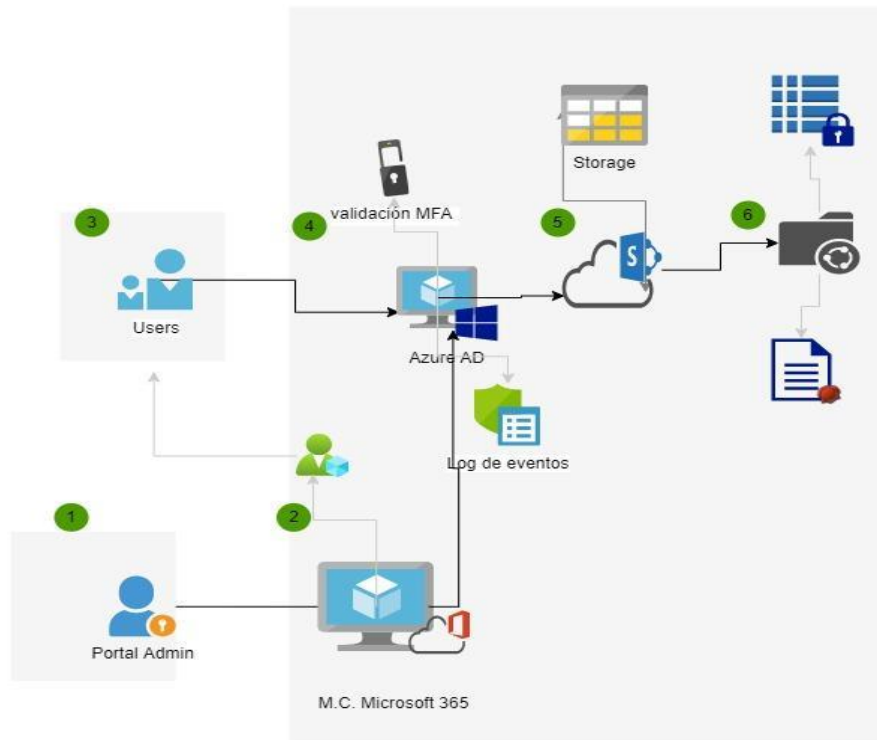 Storage
validación MFA
3
4
5
6
Users
Azure AD
Log de eventos
1
2
Portal Admin
M.C. Microsoft 365
S